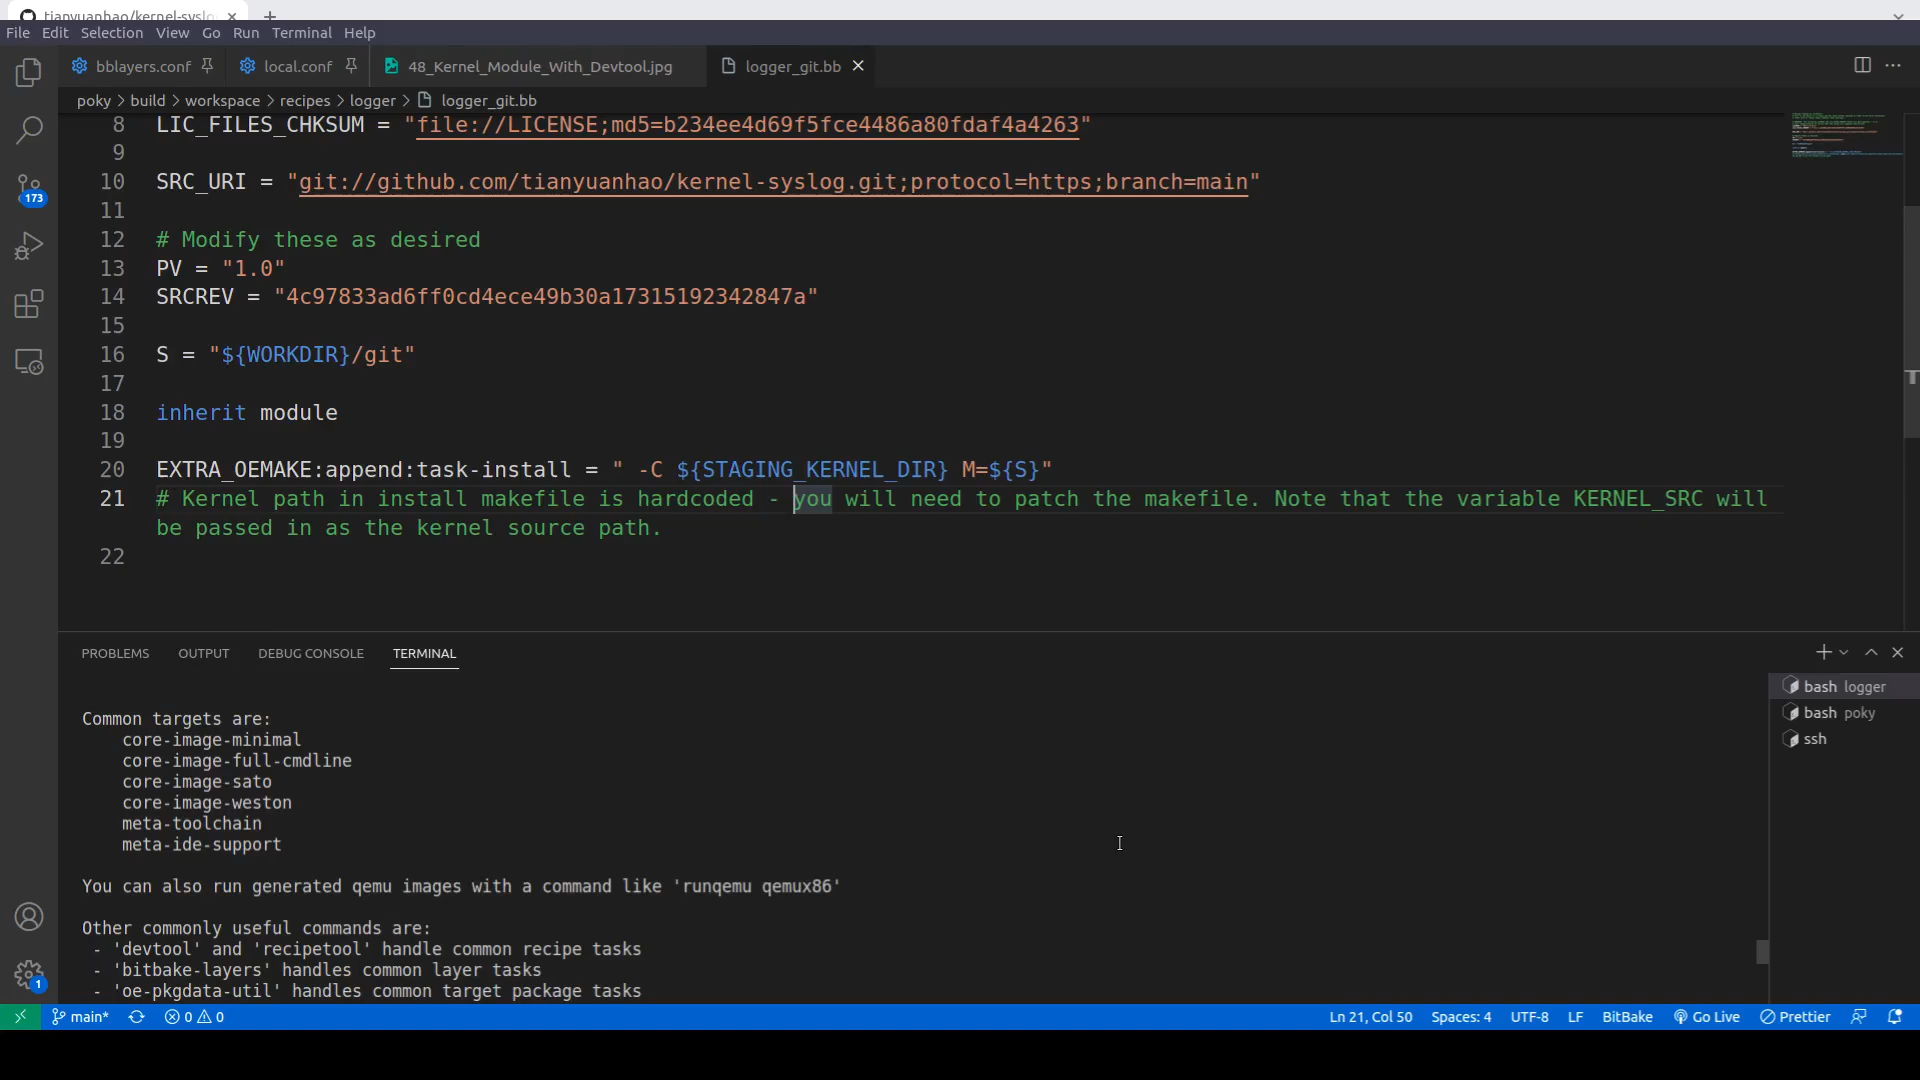 tianyuanhao/kernel-syslo
File Edit Selection View Go Run Terminal Help
bblayers.conf local.conf 48_Kernel_Module_With_Devtool.jpg logger_git.bb
poky > build > workspace > recipes > logger > logger_git.bb
8 LIC_FILES_CHKSUM = "file://LICENSE;md5=b234ee4d69f5fce4486a80fdaf4a4263"
9
10 SRC_URI = "git://github.com/tianyuanhao/kernel-syslog.git;protocol=https;branch=main"
11
12 # Modify these as desired
13 PV = "1.0"
14 SRCREV = "4c97833ad6ff0cd4ece49b30a17315192342847a"
15
16 S = "${WORKDIR}/git"
17
18 inherit module
19
20 EXTRA_OEMAKE:append:task-install = " -C ${STAGING_KERNEL_DIR} M=${S}"
21 # Kernel path in install makefile is hardcoded - you will need to patch the makefile. Note that the variable KERNEL_SRC will
be passed in as the kernel source path.
22
173
PROBLEMS OUTPUT DEBUG CONSOLE TERMINAL
bash logger
bash poky
ssh
Common targets are:
core-image-minimal
core-image-full-cmdline
core-image-sato
core-image-weston
meta-toolchain
meta-ide-support
You can also run generated qemu images with a command like 'runqemu qemux86'
Other commonly useful commands are:
- 'devtool' and 'recipetool' handle common recipe tasks
- 'bitbake-layers' handles common layer tasks
- 'oe-pkgdata-util' handles common target package tasks
1
main* 0 0 Ln 21, Col 50 Spaces: 4 UTF-8 LF BitBake Go Live Prettier